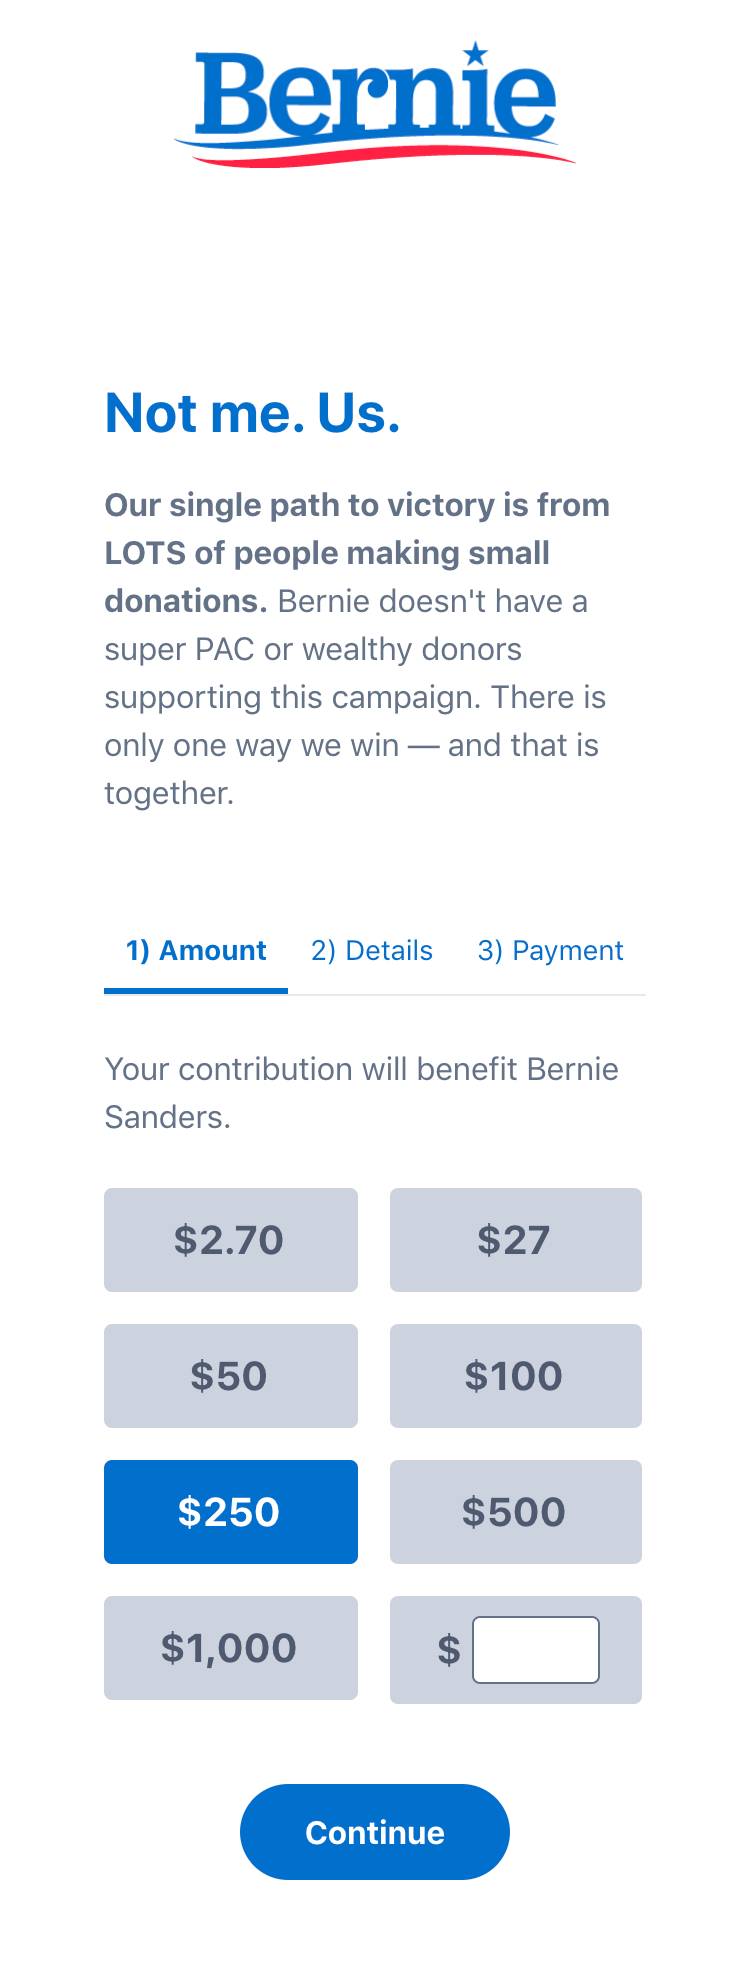 Bernie
Not me. Us.
Our single path to victory is from
LOTS of people making small
donations. Bernie doesn't have a
super PAC or wealthy donors
supporting this campaign. There is
only one way we win — and that is
together.
1) Amount 2) Details 3) Payment
Your contribution will benefit Bernie
Sanders.
$2.70 $27
$50 $100
$250 $500
$1,000 $
Continue